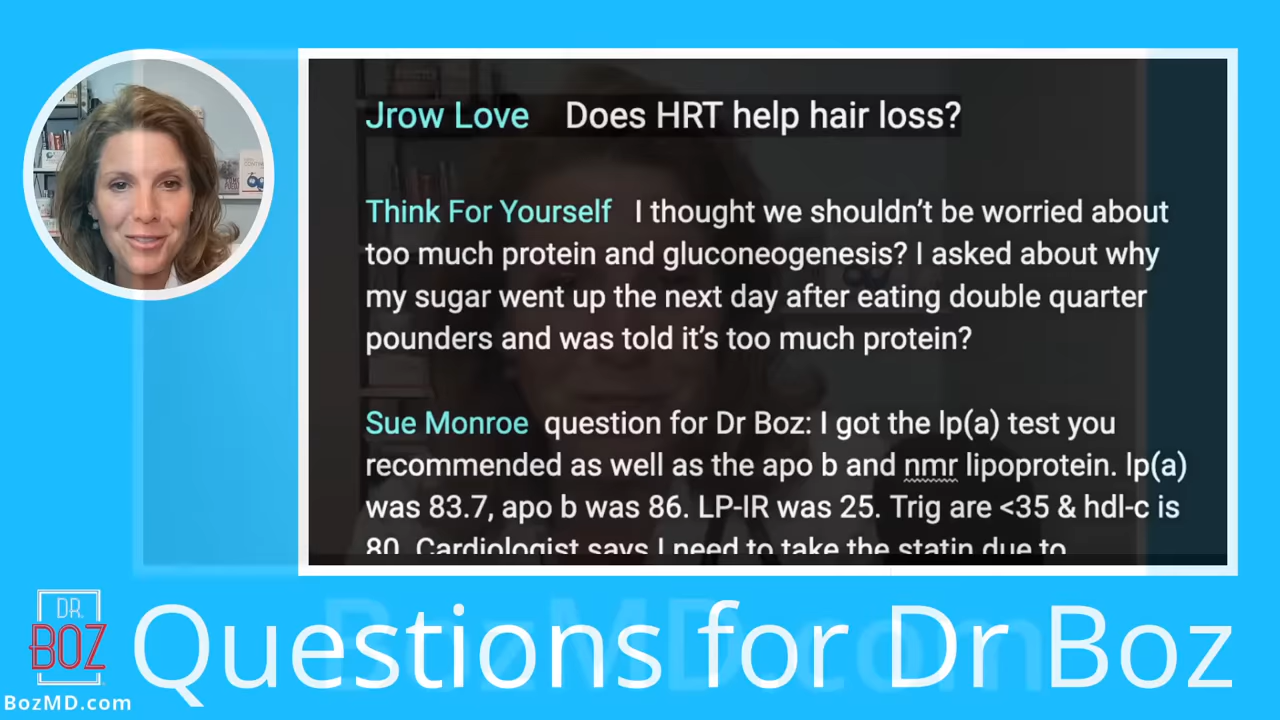 Jrow Love Does HRT help hair loss?
Think For Yourself I thought we shouldn't be worried about
too much protein and gluconeogenesis? I asked about why
my sugar went up the next day after eating double quarter
pounders and was told it's too much protein?
Sue Monroe question for Dr Boz: I got the lp(a) test you
recommended as well as the apo b and nmr lipoprotein. lp(a)
was 83.7, apo b was 86. LP-IR was 25. Trig are <35 & hdl-c is
80. Cardiologist says I need to take the statin due to
DR.
BOZ
Questions for Dr Boz
BozMD.com
BozMD.com